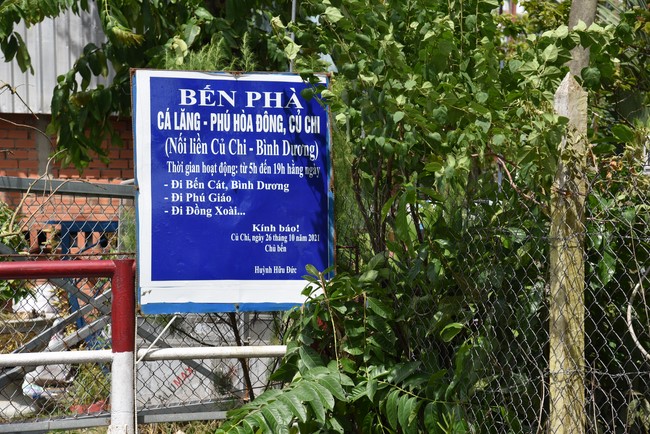 BẾN PHÀ
CÁ LĂNG - PHÚ HÒA ĐÔNG, CỦ CHI
(Nối liền Củ Chi - Bình Dương)
Thời gian hoạt động: từ 5h đến 19h hằng ngày
- Đi Bến Cát, Bình Dương
- Đi Phú Giáo
- Đi Đồng Xoài...
Kính báo!
Củ Chi, ngày 26 tháng 10 năm 2021
Chủ bến
Huỳnh Hữu Đức